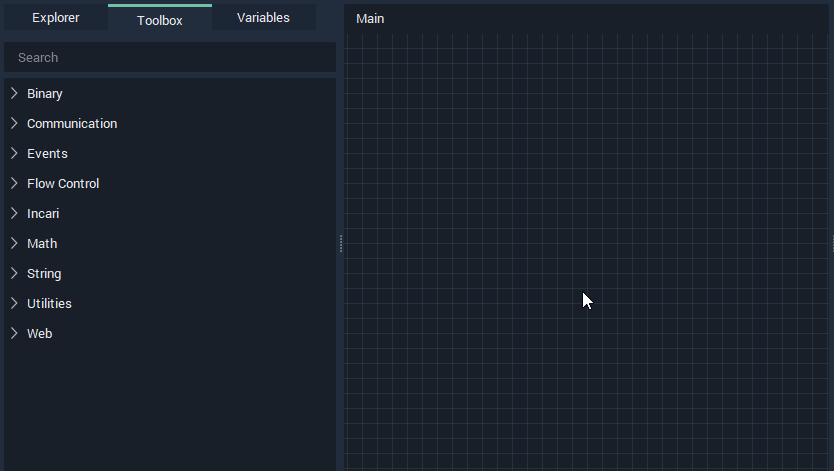 Explorer
Toolbox
Variables
Main
Search
Binary
Communication
Events
Flow Control
Incari
Math
String
Utilities
Web